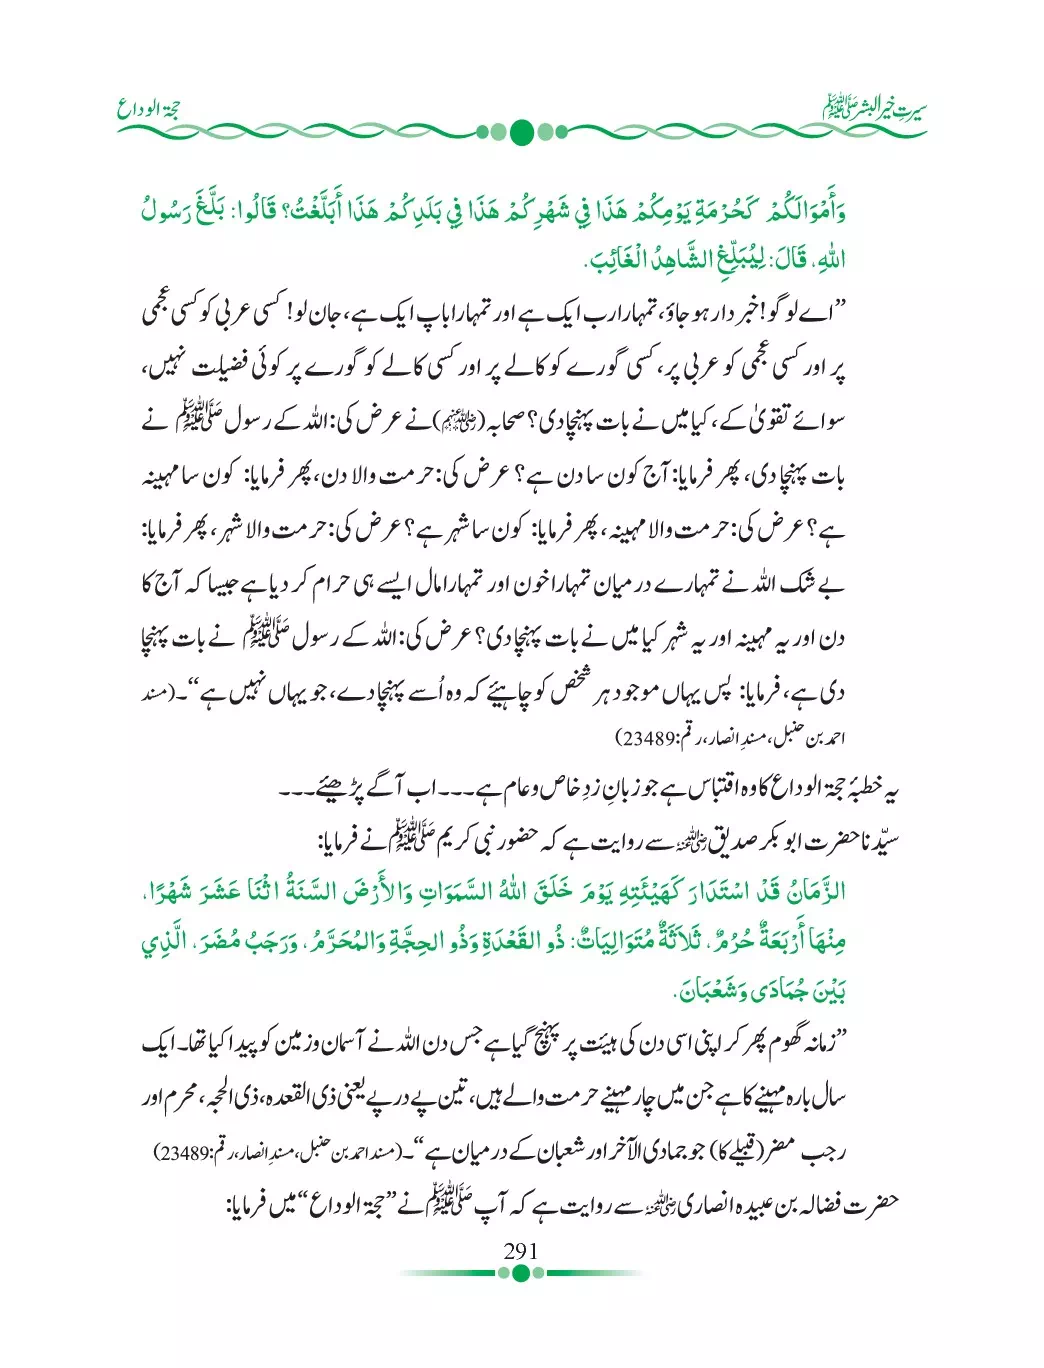 سیرتِ خیر البشر ﷺ
حجۃ الوداع
وَأَمْوَالَكُمْ كَحُرْمَةِ يَوْمِكُمْ هَذَا فِي شَهْرِكُمْ هَذَا فِي بَلَدِكُمْ هَذَا أَبَلَّغْتُ؟ قَالُوا: بَلَّغَ رَسُولُ
اللهِ، قَالَ: لِيُبَلِّغِ الشَّاهِدُ الْغَائِبَ.
”اے لوگو! خبردار ہو جاؤ، تمہارا رب ایک ہے اور تمہارا باپ ایک ہے، جان لو! کسی عربی کو کسی عجمی
پر اور کسی عجمی کو عربی پر، کسی گورے کو کالے پر اور کسی کالے کو گورے پر کوئی فضیلت نہیں،
سوائے تقویٰ کے، کیا میں نے بات پہنچا دی؟ صحابہ (رضی اللہ عنہم) نے عرض کی: اللہ کے رسول ﷺ نے
بات پہنچا دی، پھر فرمایا: آج کون سا دن ہے؟ عرض کی: حرمت والا دن، پھر فرمایا: کون سا مہینہ
ہے؟ عرض کی: حرمت والا مہینہ، پھر فرمایا: کون سا شہر ہے؟ عرض کی: حرمت والا شہر، پھر فرمایا:
بے شک اللہ نے تمہارے درمیان تمہارا خون اور تمہارا مال ایسے ہی حرام کر دیا ہے جیسا کہ آج کا
دن اور یہ مہینہ اور یہ شہر کیا میں نے بات پہنچا دی؟ عرض کی: اللہ کے رسول ﷺ نے بات پہنچا
دی ہے، فرمایا: پس یہاں موجود ہر شخص کو چاہیئے کہ وہ اُسے پہنچا دے، جو یہاں نہیں ہے“۔ (مسند
احمد بن حنبل، مسندِ انصار، رقم: 23489)
یہ خطبۂ حجۃ الوداع کا وہ اقتباس ہے جو زبانِ زدِ خاص و عام ہے۔۔۔ اب آگے پڑھیئے۔۔۔
سیّدنا حضرت ابوبکر صدیق رضی اللہ عنہ سے روایت ہے کہ حضور نبی کریم ﷺ نے فرمایا:
الزَّمَانُ قَدْ اسْتَدَارَ كَهَيْئَتِهِ يَوْمَ خَلَقَ اللهُ السَّمَوَاتِ وَالأَرْضَ السَّنَةُ اثْنَا عَشَرَ شَهْرًا،
مِنْهَا أَرْبَعَةٌ حُرُمٌ، ثَلاَثَةٌ مُتَوَالِيَاتٌ: ذُو القَعْدَةِ وَذُو الحِجَّةِ وَالمُحَرَّمُ، وَرَجَبُ مُضَرَ، الَّذِي
بَيْنَ جُمَادَى وَشَعْبَانَ.
”زمانہ گھوم پھر کر اپنی اسی دن کی ہیئت پر پہنچ گیا ہے جس دن اللہ نے آسمان و زمین کو پیدا کیا تھا۔ ایک
سال بارہ مہینے کا ہے جن میں چار مہینے حرمت والے ہیں، تین پے در پے یعنی ذی القعدہ، ذی الحجہ، محرم اور
رجب مضر (قبیلے کا) جو جمادی الآخر اور شعبان کے درمیان ہے“۔ (مسند احمد بن حنبل، مسندِ انصار، رقم: 23489)
حضرت فضالہ بن عبیدہ انصاری رضی اللہ عنہ سے روایت ہے کہ آپ ﷺ نے ”حجۃ الوداع“ میں فرمایا:
291